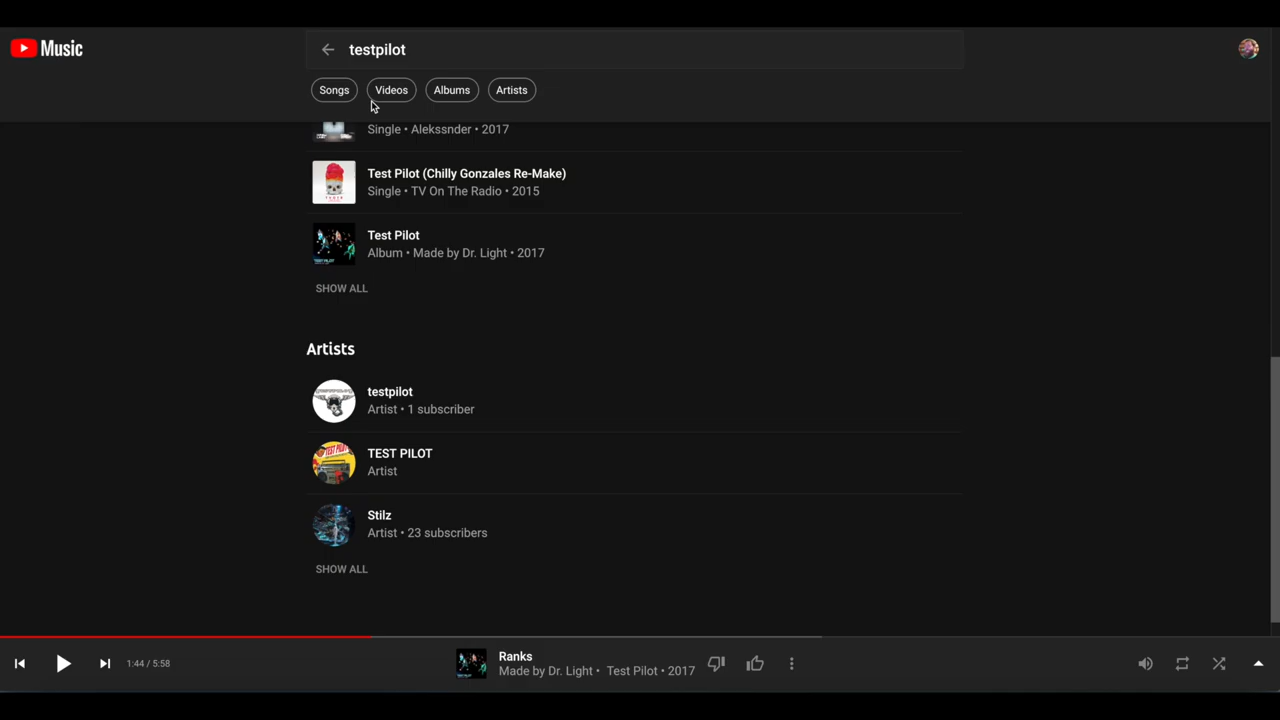 Music
testpilot
Songs
Videos
Albums
Artists
Single • Alekssnder • 2017
Test Pilot (Chilly Gonzales Re-Make)
Single • TV On The Radio • 2015
Test Pilot
Album • Made by Dr. Light • 2017
SHOW ALL
Artists
testpilot
Artist • 1 subscriber
TEST PILOT
Artist
Stilz
Artist • 23 subscribers
SHOW ALL
1:44 / 5:58
Ranks
Made by Dr. Light • Test Pilot • 2017